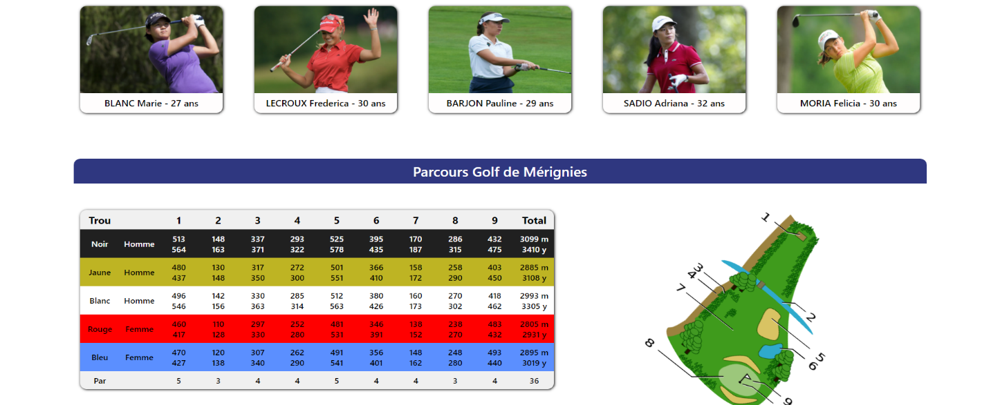 BLANC Marie - 27 ans
LECROUX Frederica - 30 ans
BARJON Pauline - 29 ans
SADIO Adriana - 32 ans
MORIA Felicia - 30 ans
Parcours Golf de Mérignies
Trou 1 2 3 4 5 6 7 8 9 Total
Noir Homme 513 148 337 293 525 395 170 286 432 3099 m
564 163 371 322 578 435 187 315 475 3410 y
Jaune Homme 480 130 317 272 501 366 158 258 403 2885 m
437 148 350 300 551 410 172 290 450 3108 y
Blanc Homme 496 142 330 285 512 380 160 270 418 2993 m
546 156 363 314 563 426 173 302 462 3305 y
Rouge Femme 460 110 297 252 481 346 138 238 483 2805 m
417 128 330 280 531 391 152 270 432 2931 y
Bleu Femme 470 120 307 262 491 356 148 248 493 2895 m
427 138 340 290 541 401 162 280 440 3019 y
Par 5 3 4 4 5 4 4 3 4 36
1
3
4
7
2
8
5
6
9